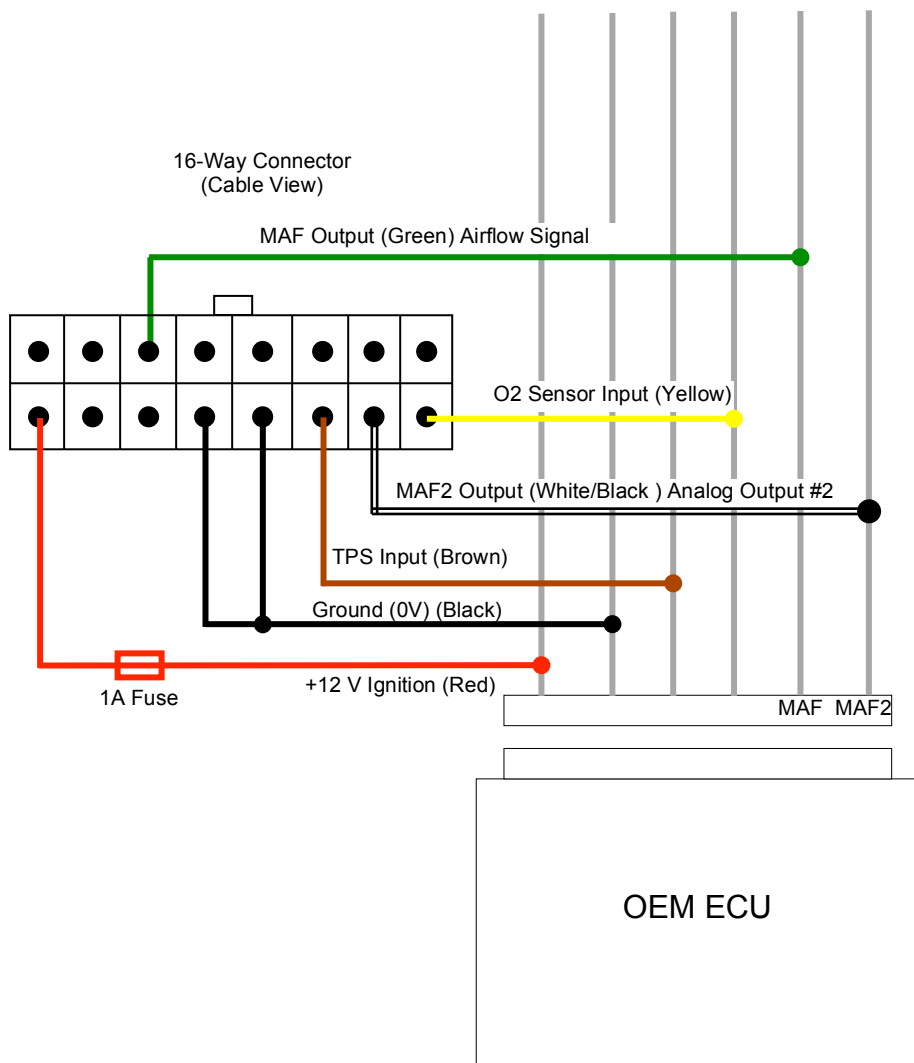 16-Way Connector
(Cable View)
MAF Output (Green) Airflow Signal
O2 Sensor Input (Yellow)
MAF2 Output (White/Black ) Analog Output #2
TPS Input (Brown)
Ground (0V) (Black)
+12 V Ignition (Red)
1A Fuse
MAF MAF2
OEM ECU